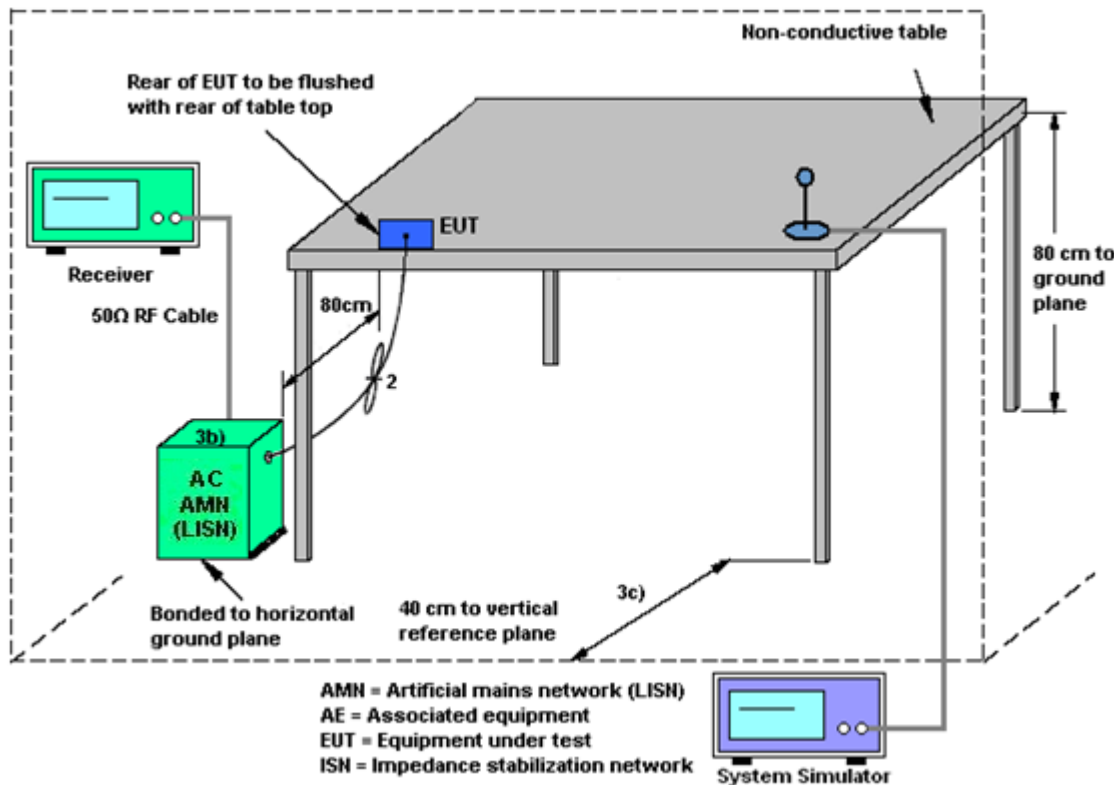 Non-conductive table
Rear of EUT to be flushed
with rear of table top
EUT
Receiver
80 cm to
ground
plane
80cm
50Ω RF Cable
2
3b)
AC
AMN
(LISN)
3c)
Bonded to horizontal
ground plane
40 cm to vertical
reference plane
AMN = Artificial mains network (LISN)
AE = Associated equipment
EUT = Equipment under test
ISN = Impedance stabilization network
System Simulator